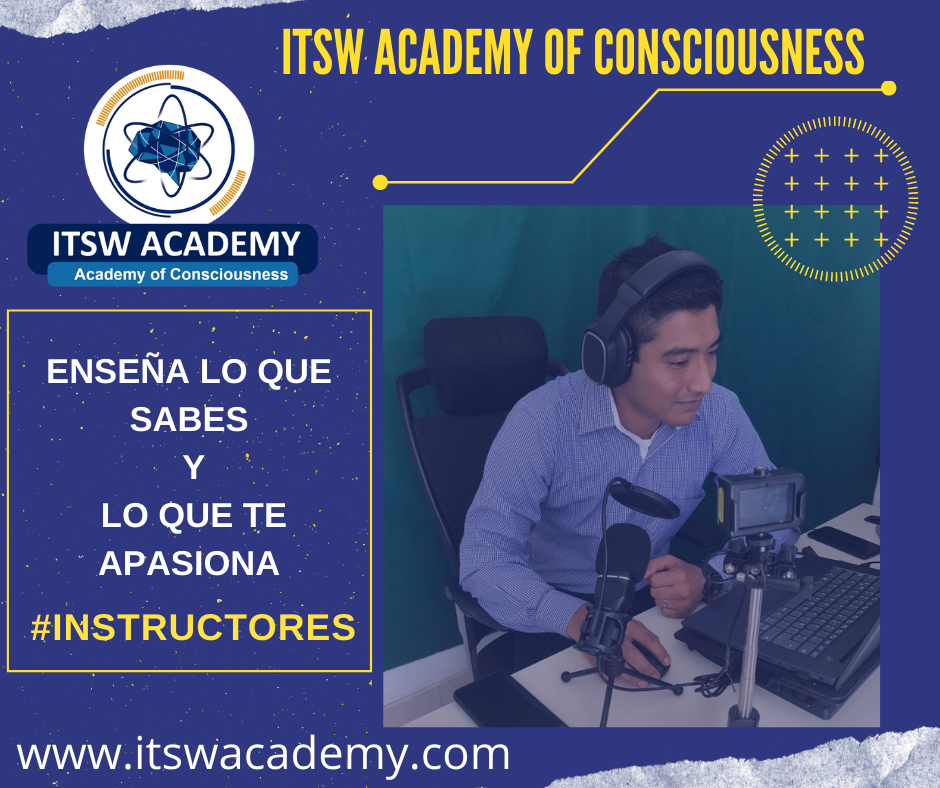 ITSW ACADEMY OF CONSCIOUSNESS
ITSW ACADEMY
Academy of Consciousness
ENSEÑA LO QUE
SABES
Y
LO QUE TE
APASIONA
#INSTRUCTORES
www.itswacademy.com